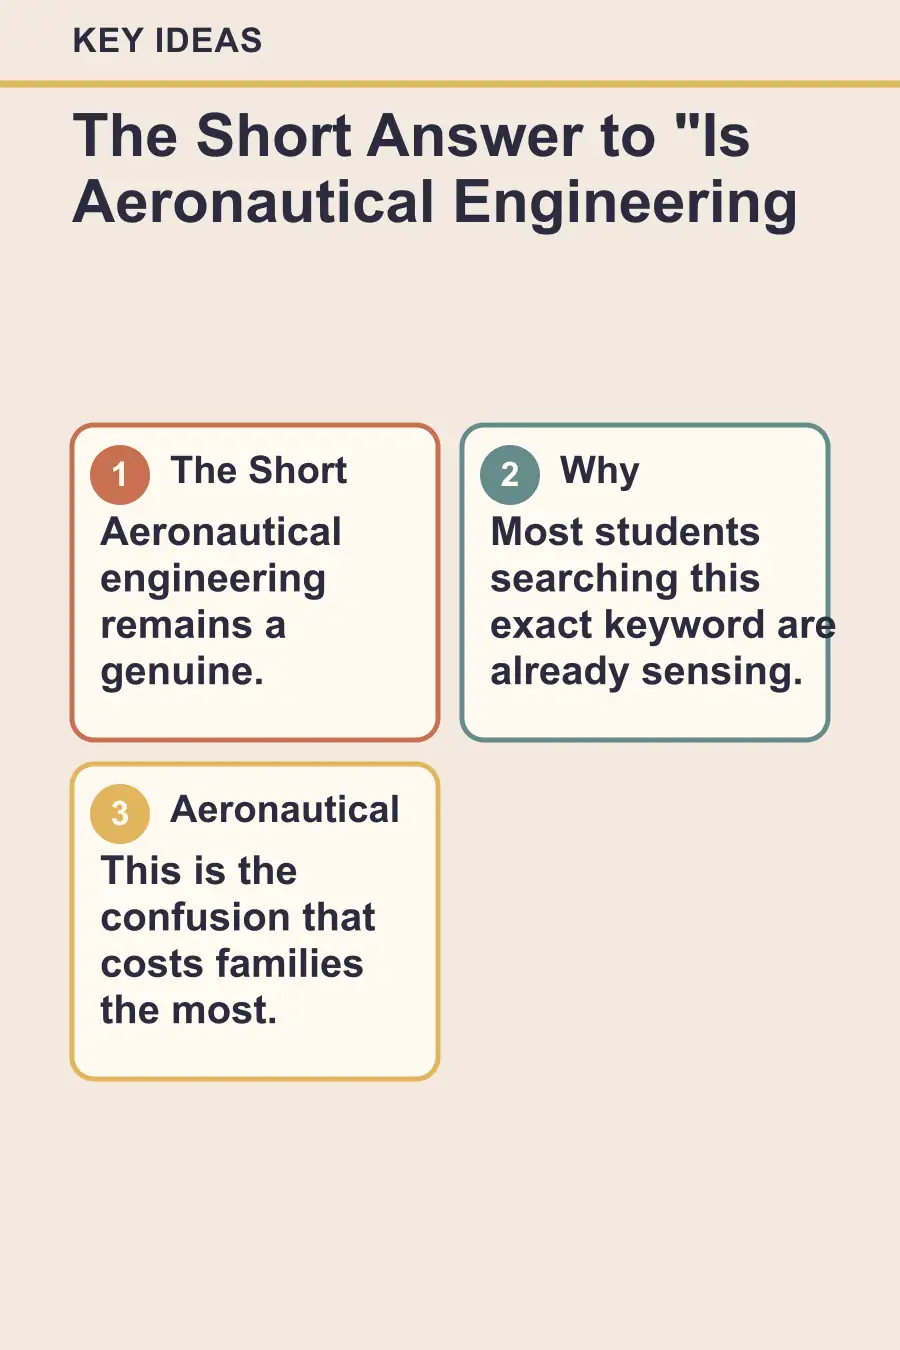 KEY IDEAS
The Short Answer to "Is
Aeronautical Engineering
1 The Short
Aeronautical
engineering
remains a
genuine.
2 Why
Most students
searching this
exact keyword are
already sensing.
3 Aeronautical
This is the
confusion that
costs families
the most.